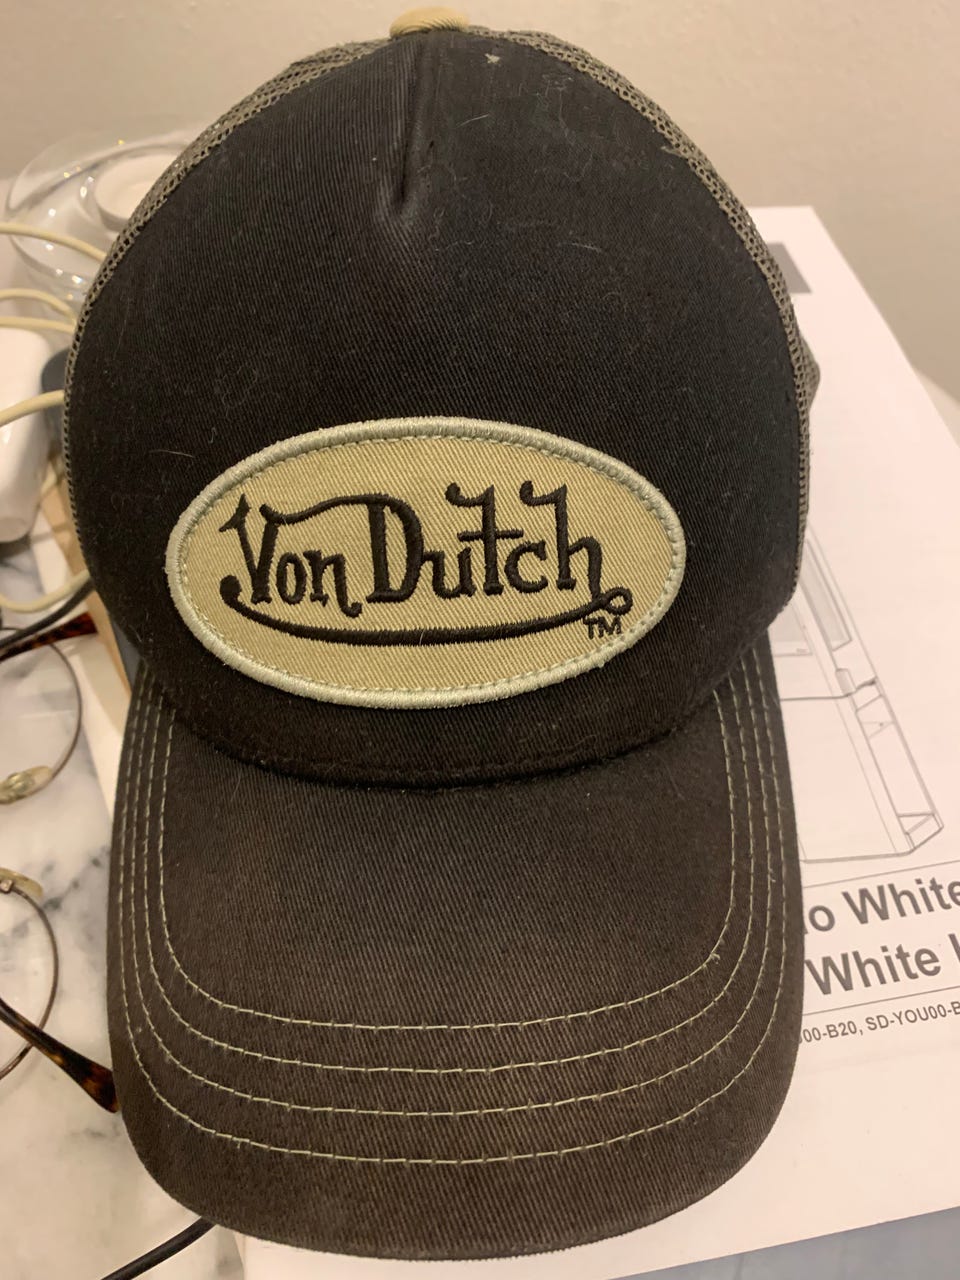 Von Dutch
TM
White
White
00-B20, SD-YOU00-B